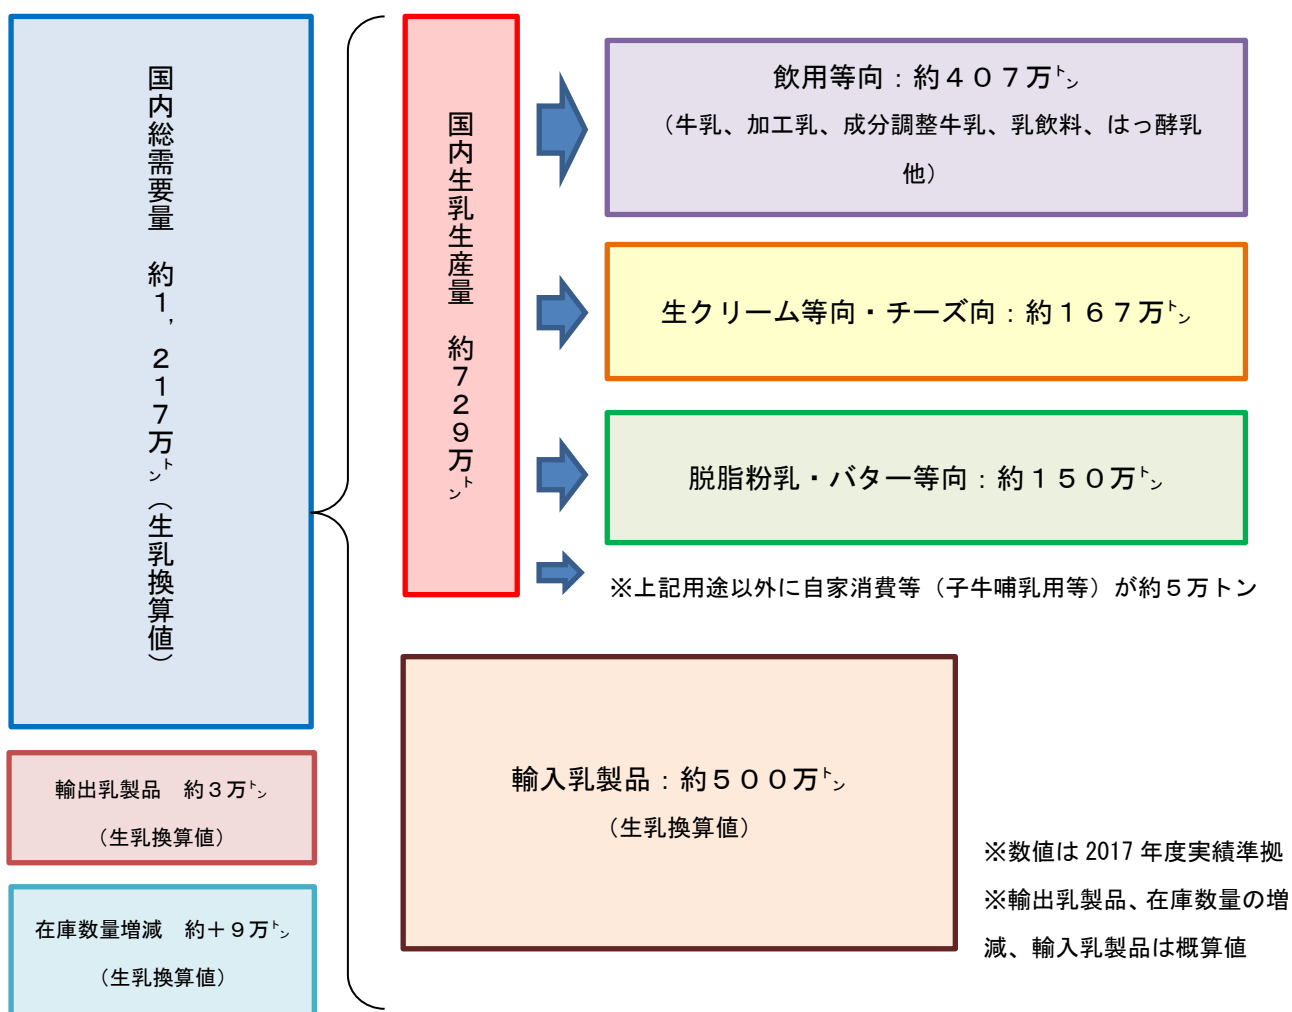 国内総需要量　約1,217万㌧（生乳換算値）
輸出乳製品　約３万㌧
（生乳換算値）
在庫数量増減　約＋９万㌧
（生乳換算値）
国内生乳生産量　約７２９万㌧
飲用等向：約４０７万㌧
（牛乳、加工乳、成分調整牛乳、乳飲料、はっ酵乳
他）
生クリーム等向・チーズ向：約１６７万㌧
脱脂粉乳・バター等向：約１５０万㌧
※上記用途以外に自家消費等（子牛哺乳用等）が約５万トン
輸入乳製品：約５００万㌧
（生乳換算値）
※数値は 2017 年度実績準拠
※輸出乳製品、在庫数量の増
減、輸入乳製品は概算値